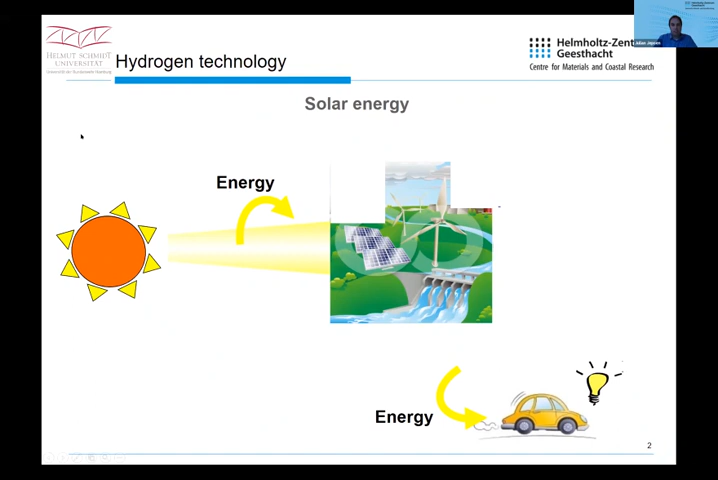 HELMUT SCHMIDT
UNIVERSITÄT
Universität der Bundeswehr Hamburg
Hydrogen technology
Helmholtz-Zent
Geesthacht
Centre for Materials and Coastal Research
Solar energy
Energy
Energy
2